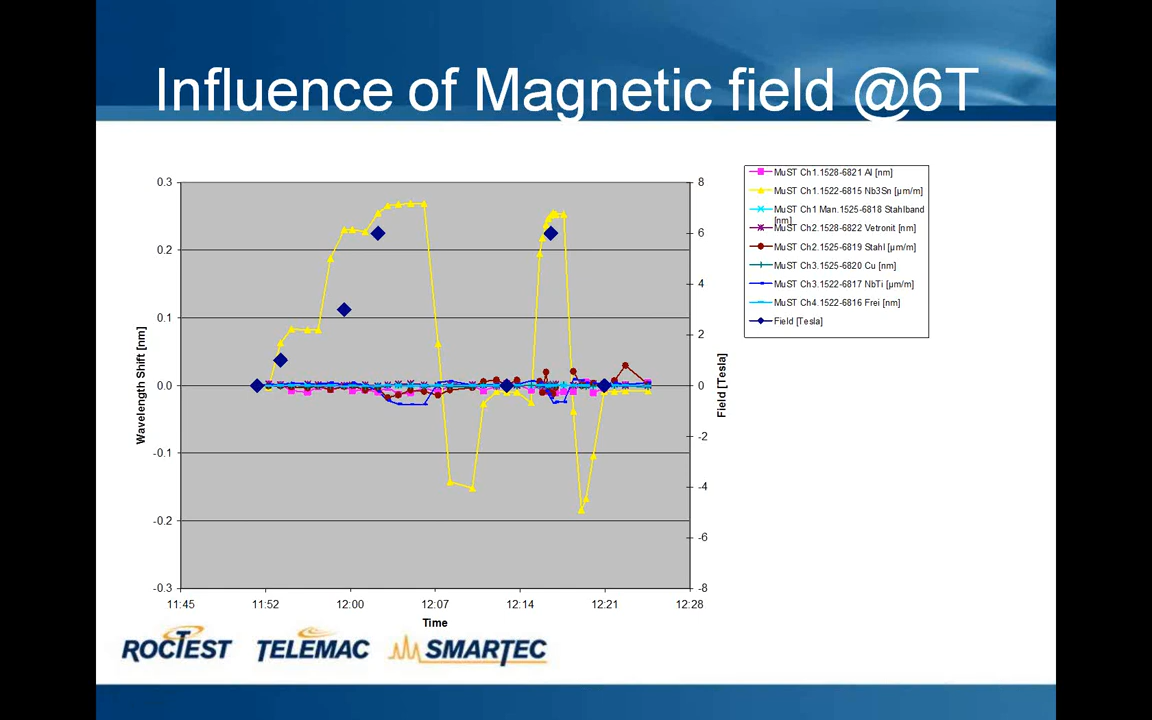 Influence of Magnetic field @6T
MuST Ch1.1528-6821 Al [nm]
MuST Ch1.1522-6815 Nb3Sn [µm/m]
MuST Ch1 Man.1525-6818 Stahlband
[nm]
MuST Ch2.1528-6822 Vetronit [nm]
MuST Ch2.1525-6819 Stahl [µm/m]
MuST Ch3.1525-6820 Cu [nm]
MuST Ch3.1522-6817 NbTi [µm/m]
MuST Ch4.1522-6816 Frei [nm]
Field [Tesla]
Wavelength Shift [nm]
0.3
0.2
0.1
0.0
-0.1
-0.2
-0.3
8
6
4
2
0
-2
-4
-6
-8
Field [Tesla]
11:45 11:52 12:00 12:07 12:14 12:21 12:28
Time
ROCTEST TELEMAC SMARTEC